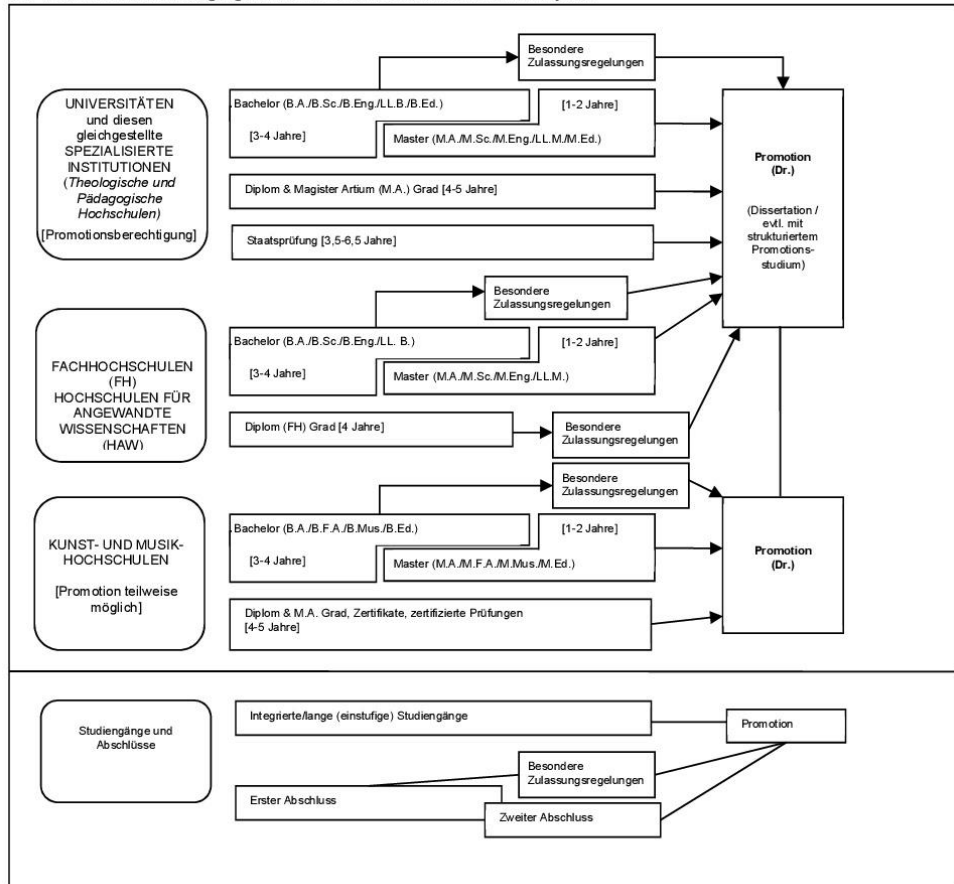 Besondere
Zulassungsregelungen
UNIVERSITÄTEN
und diesen
gleichgestellte
SPEZIALISIERTE
INSTITUTIONEN
(Theologische und
Pädagogische
Hochschulen)
[Promotionsberechtigung]
Bachelor (B.A./B.Sc./B.Eng./LL.B./B.Ed.)
[3-4 Jahre]
[1-2 Jahre]
Master (M.A./M.Sc./M.Eng./LL.M./M.Ed.)
Diplom & Magister Artium (M.A.) Grad [4-5 Jahre]
Staatsprüfung [3,5-6,5 Jahre]
Promotion
(Dr.)
(Dissertation /
evtl. mit
strukturiertem
Promotions-
studium)
Besondere
Zulassungsregelungen
FACHHOCHSCHULEN
(FH)
HOCHSCHULEN FÜR
ANGEWANDTE
WISSENSCHAFTEN
(HAW)
Bachelor (B.A./B.Sc./B.Eng./LL. B.)
[3-4 Jahre]
[1-2 Jahre]
Master (M.A./M.Sc./M.Eng./LL.M.)
Diplom (FH) Grad [4 Jahre]
Besondere
Zulassungsregelungen
Besondere
Zulassungsregelungen
KUNST- UND MUSIK-
HOCHSCHULEN
[Promotion teilweise
möglich]
Bachelor (B.A./B.F.A./B.Mus./B.Ed.)
[3-4 Jahre]
[1-2 Jahre]
Master (M.A./M.F.A./M.Mus./M.Ed.)
Diplom & M.A. Grad, Zertifikate, zertifizierte Prüfungen
[4-5 Jahre]
Promotion
(Dr.)
Studiengänge und
Abschlüsse
Integrierte/lange (einstufige) Studiengänge
Promotion
Besondere
Zulassungsregelungen
Erster Abschluss
Zweiter Abschluss